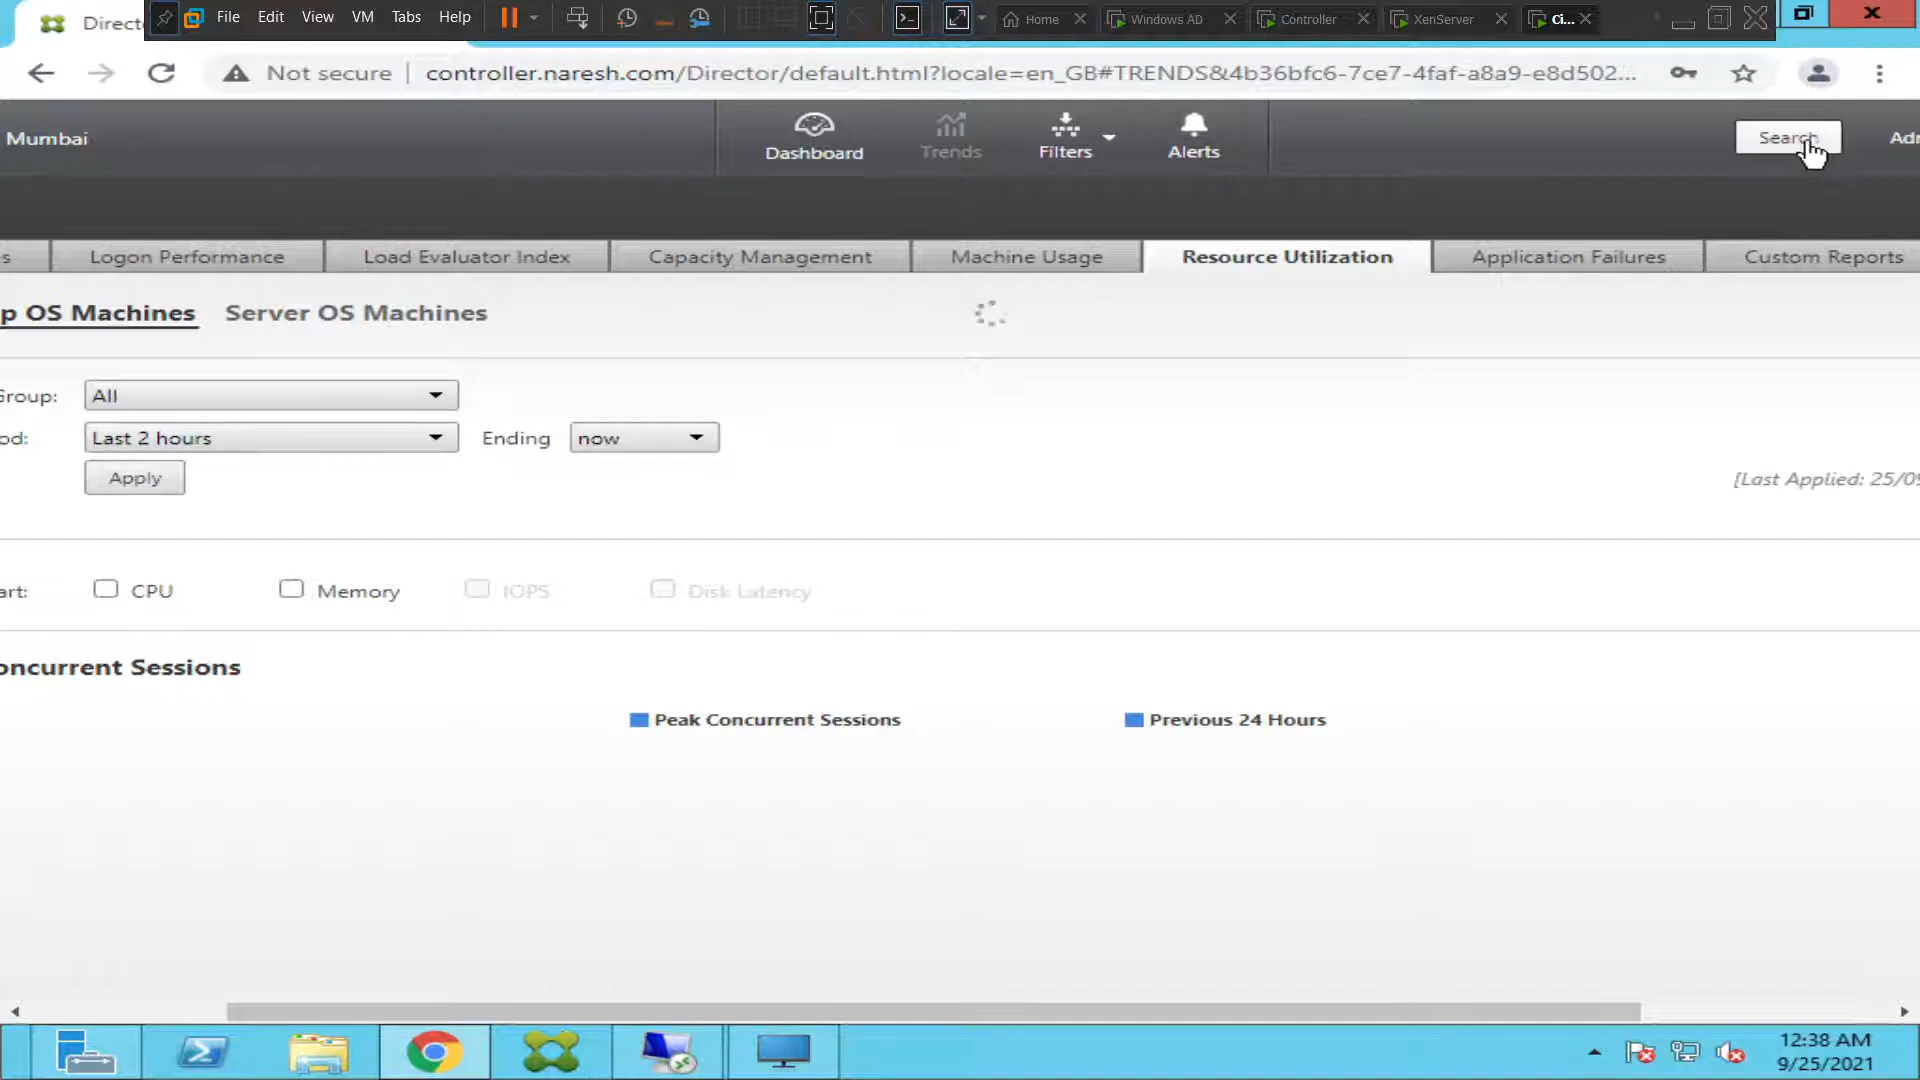 Direct
File Edit View VM Tabs Help
Home
Windows AD
Controller
XenServer
Ci...
Not secure controller.naresh.com/Director/default.html?locale=en_GB#TRENDS&4b36bfc6-7ce7-4faf-a8a9-e8d502...
Mumbai
Dashboard
Trends
Filters
Alerts
Search
Adm
s
Logon Performance
Load Evaluator Index
Capacity Management
Machine Usage
Resource Utilization
Application Failures
Custom Reports
p OS Machines
Server OS Machines
Group: All
od: Last 2 hours Ending now
Apply
[Last Applied: 25/09
art: CPU Memory IOPS Disk Latency
oncurrent Sessions
Peak Concurrent Sessions
Previous 24 Hours
12:38 AM
9/25/2021